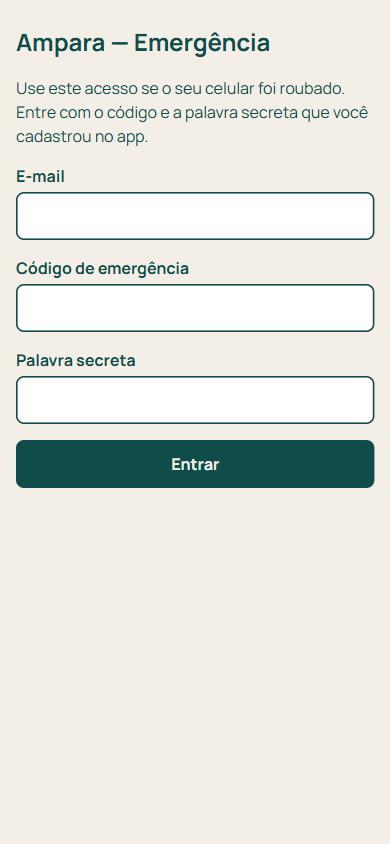 Ampara — Emergência
Use este acesso se o seu celular foi roubado.
Entre com o código e a palavra secreta que você
cadastrou no app.
E-mail
Código de emergência
Palavra secreta
Entrar